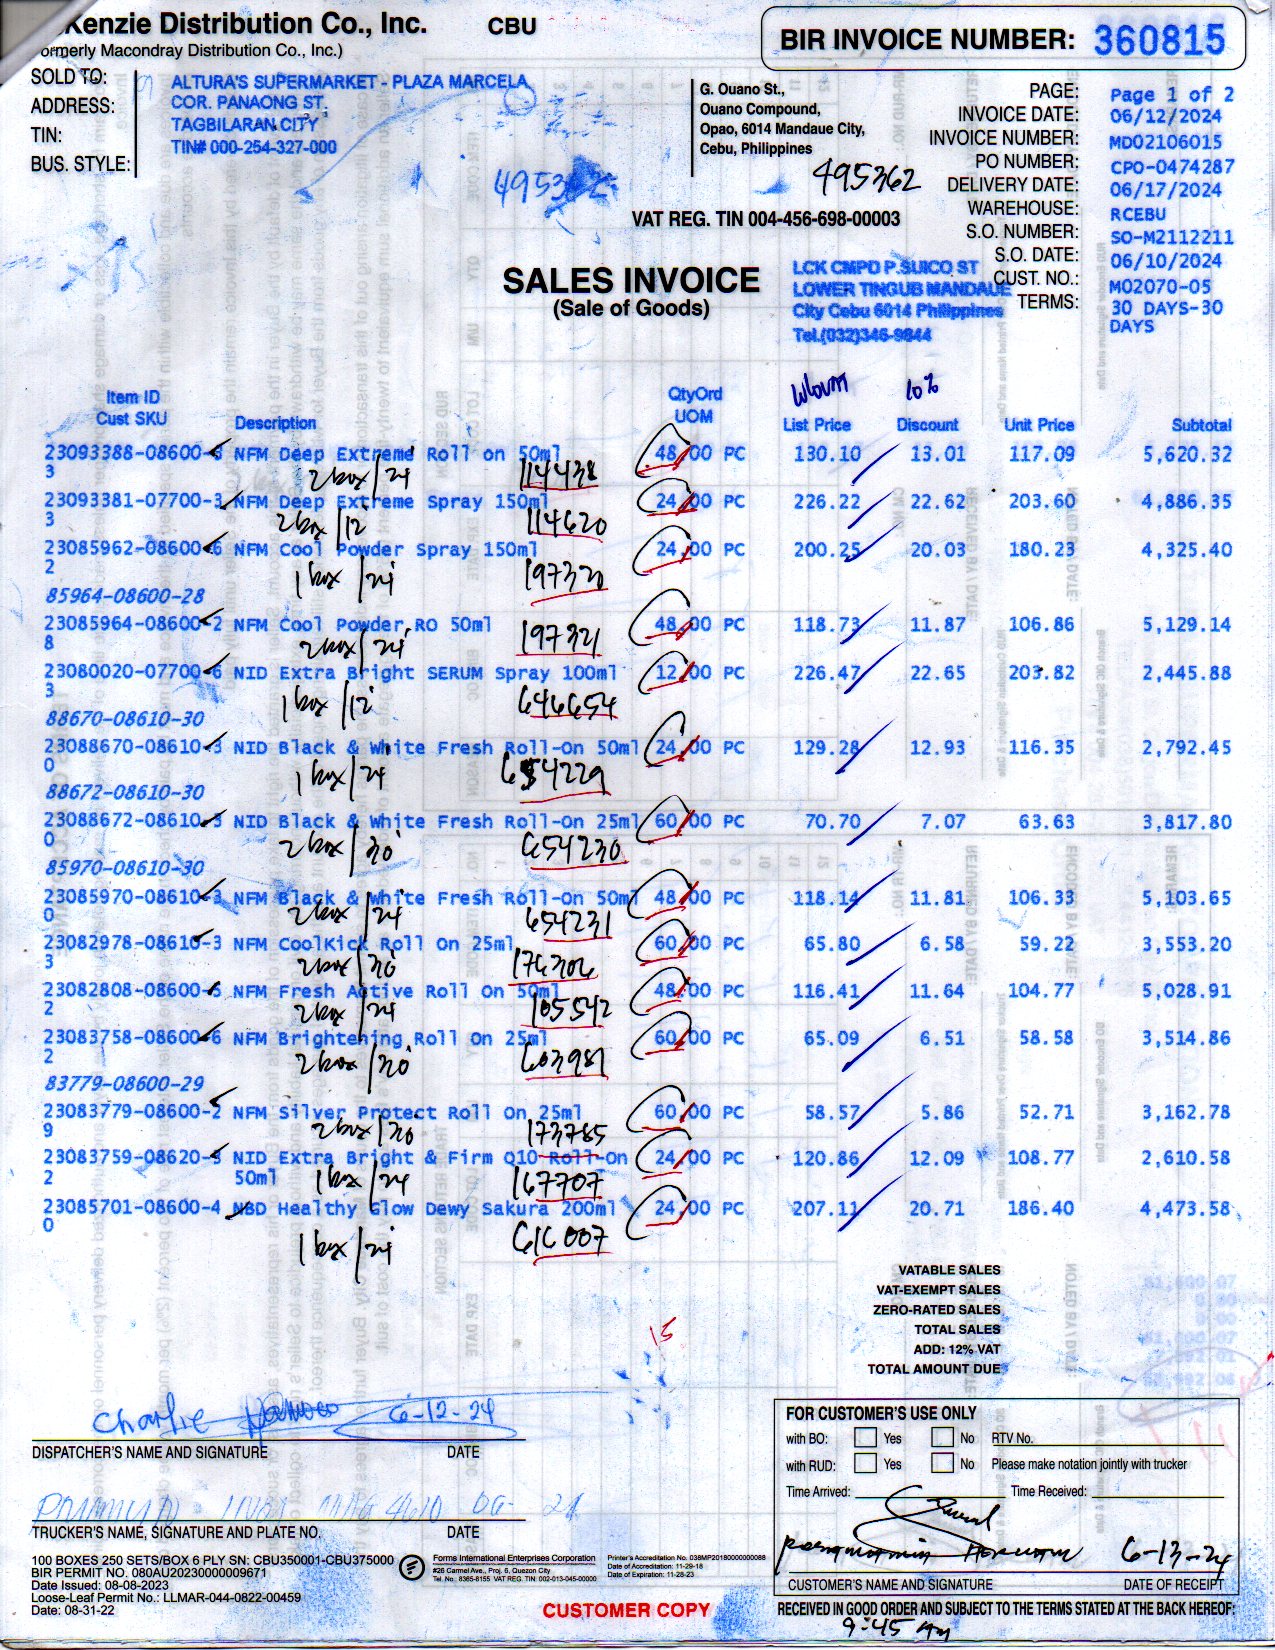 Kenzie Distribution Co., Inc. CBU
ormerly Macondray Distribution Co., Inc.)
BIR INVOICE NUMBER: 360815
SOLD TO: ALTURA'S SUPERMARKET - PLAZA MARCELA
ADDRESS: COR. PANAONG ST.
TAGBILARAN CITY
TIN: TIN# 000-254-327-000
BUS. STYLE:
G. Ouano St.,
Ouano Compound,
Opao, 6014 Mandaue City,
Cebu, Philippines
495362
495362
VAT REG. TIN 004-456-698-00003
PAGE: Page 1 of 2
INVOICE DATE: 06/12/2024
INVOICE NUMBER: MD02106015
PO NUMBER: CPO-0474287
DELIVERY DATE: 06/17/2024
WAREHOUSE: RCEBU
S.O. NUMBER: SO-M2112211
S.O. DATE: 06/10/2024
CUST. NO.: M02070-05
TERMS: 30 DAYS-30
DAYS
SALES INVOICE
(Sale of Goods)
LCK CMPD P.SUICO ST
LOWER TINGUB MANDAUE
City Cebu 6014 Philippines
Tel.(032)346-9844
10%
Item ID QtyOrd
Cust SKU Description UOM List Price Discount Unit Price Subtotal
23093388-08600-3 NFM Deep Extreme Roll on 50ml 48.00 PC 130.10 13.01 117.09 5,620.32
3 2box/24 114438
23093381-07700-3 NFM Deep Extreme Spray 150ml 24.00 PC 226.22 22.62 203.60 4,886.35
3 2box/12 114620
23085962-08600-6 NFM Cool Powder Spray 150ml 24.00 PC 200.25 20.03 180.23 4,325.40
2 1box/24 197320
85964-08600-28
23085964-08600-2 NFM Cool Powder RO 50ml 48.00 PC 118.73 11.87 106.86 5,129.14
8 2box/24 197321
23080020-07700-6 NID Extra Bright SERUM Spray 100ml 12.00 PC 226.47 22.65 203.82 2,445.88
3 1box/12 646654
88670-08610-30
23088670-08610-3 NID Black & White Fresh Roll-On 50ml 24.00 PC 129.28 12.93 116.35 2,792.45
0 1box/24 654229
88672-08610-30
23088672-08610-3 NID Black & White Fresh Roll-On 25ml 60.00 PC 70.70 7.07 63.63 3,817.80
0 2box/30 654230
85970-08610-30
23085970-08610-3 NFM Black & White Fresh Roll-On 50ml 48.00 PC 118.14 11.81 106.33 5,103.65
0 2box/24 654231
23082978-08610-3 NFM CoolKick Roll On 25ml 60.00 PC 65.80 6.58 59.22 3,553.20
3 2box/30 176306
23082808-08600-5 NFM Fresh Active Roll On 50ml 48.00 PC 116.41 11.64 104.77 5,028.91
2 2box/24 105542
23083758-08600-6 NFM Brightening Roll On 25ml 60.00 PC 65.09 6.51 58.58 3,514.86
2 2box/30 603981
83779-08600-29
23083779-08600-2 NFM Silver Protect Roll On 25ml 60.00 PC 58.57 5.86 52.71 3,162.78
9 2box/30 173785
23083759-08620-3 NID Extra Bright & Firm Q10 Roll-On 24.00 PC 120.86 12.09 108.77 2,610.58
2 50ml 1box/24 167707
23085701-08600-4 NBD Healthy Glow Dewy Sakura 200ml 24.00 PC 207.11 20.71 186.40 4,473.58
0 1box/24 616007
VATABLE SALES
VAT-EXEMPT SALES
ZERO-RATED SALES
TOTAL SALES
ADD: 12% VAT
TOTAL AMOUNT DUE
15
Charlie 6-12-24
DISPATCHER'S NAME AND SIGNATURE DATE
TRUCKER'S NAME, SIGNATURE AND PLATE NO. DATE
FOR CUSTOMER'S USE ONLY
with BO: Yes No RTV No.
with RUD: Yes No Please make notation jointly with trucker
Time Arrived: Time Received:
6-13-24
CUSTOMER'S NAME AND SIGNATURE DATE OF RECEIPT
RECEIVED IN GOOD ORDER AND SUBJECT TO THE TERMS STATED AT THE BACK HEREOF:
9:45 AM
100 BOXES 250 SETS/BOX 6 PLY SN: CBU350001-CBU375000
BIR PERMIT NO. 080AU20230000009671
Date Issued: 08-08-2023
Loose-Leaf Permit No.: LLMAR-044-0822-00459
Date: 08-31-22
Forms International Enterprises Corporation
#26 Carmel Ave., Proj. 6, Quezon City
Tel. No.: 8365-8155 VAT REG. TIN: 002-013-045-00000
Printer's Accreditation No. 038MP20180000000088
Date of Accreditation: 11-29-18
Date of Expiration: 11-28-23
CUSTOMER COPY